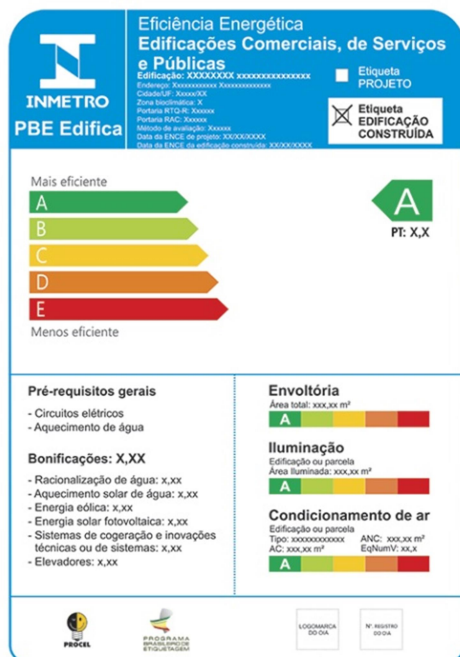 INMETRO
PBE Edifica
Eficiência Energética
Edificações Comerciais, de Serviços
e Públicas
Edificação: XXXXXXXX xxxxxxxxxxxxxxx
Endereço: Xxxxxxxxxxx Xxxxxxxxxxxxx
Cidade/UF: Xxxxx/XX
Zona bioclimática: X
Portaria RTQ-R: Xxxxxx
Portaria RAC: Xxxxxx
Método de avaliação: Xxxxxx
Data da ENCE de projeto: XX/XX/XXXX
Data da ENCE da edificação construída: XX/XX/XXXX
Etiqueta
PROJETO
Etiqueta
EDIFICAÇÃO
CONSTRUÍDA
Mais eficiente
A
B
C
D
E
Menos eficiente
A
PT: X,X
Pré-requisitos gerais
- Circuitos elétricos
- Aquecimento de água
Bonificações: X,XX
- Racionalização de água: x,xx
- Aquecimento solar de água: x,xx
- Energia eólica: x,xx
- Energia solar fotovoltaica: x,xx
- Sistemas de cogeração e inovações
técnicas ou de sistemas: x,xx
- Elevadores: x,xx
Envoltória
Área total: xxx,xx m²
A
Iluminação
Edificação ou parcela
Área Iluminada: xxx,xx m²
A
Condicionamento de ar
Edificação ou parcela
Tipo: xxxxxxxxxxxx ANC: xxx,xx m²
AC: xxx,xx m² EqNumV: xx,x
A
PROCEL
PROGRAMA
BRASILEIRO DE
ETIQUETAGEM
LOGOMARCA
DO OIA
Nº. REGISTRO
DO OIA